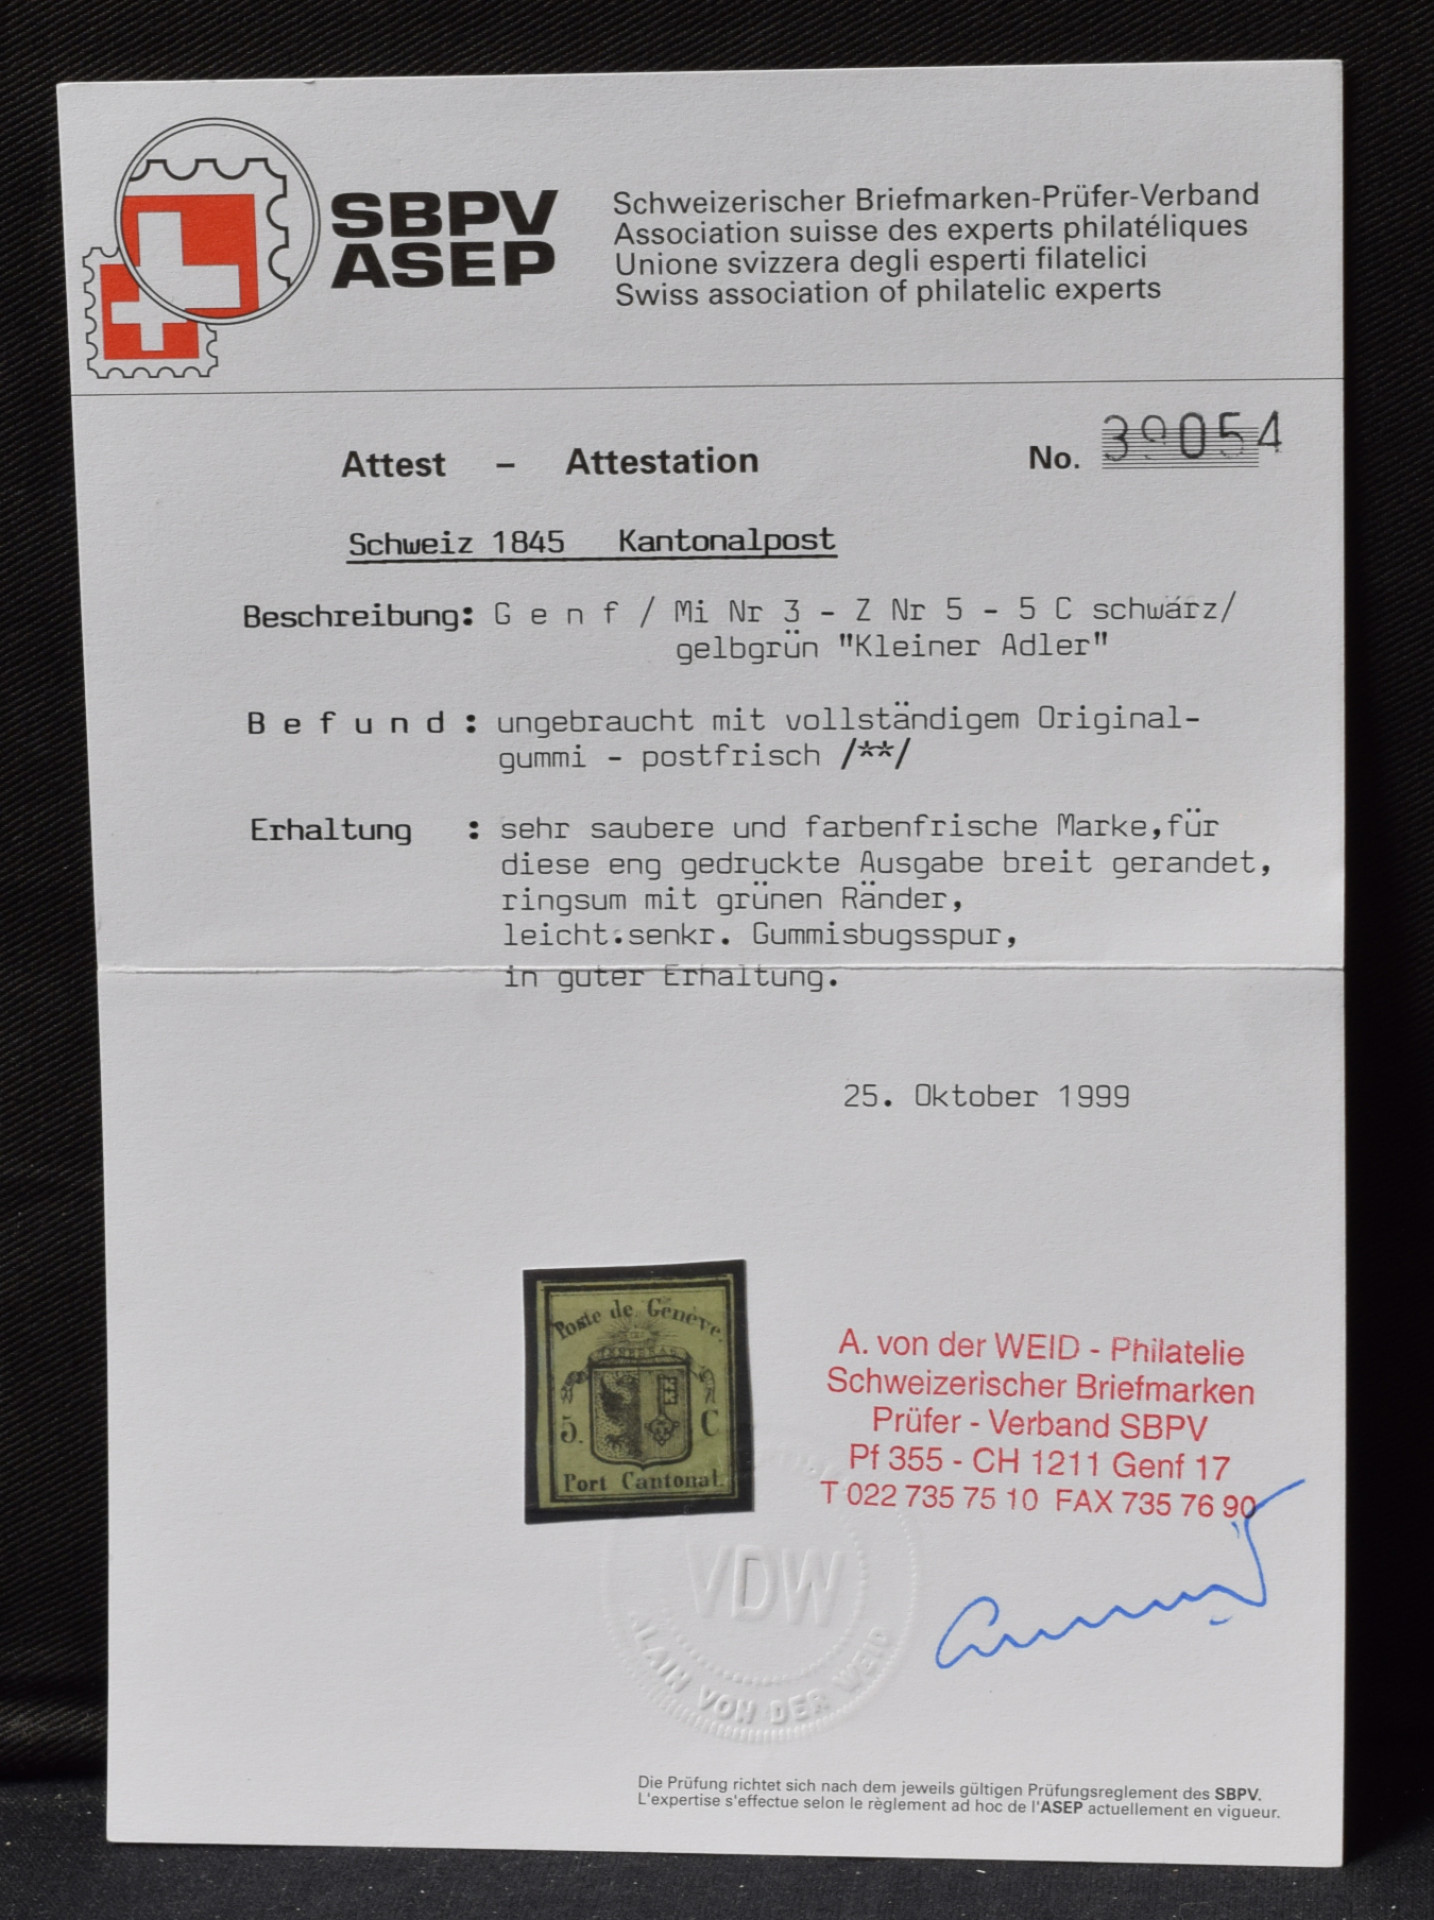 SBPV
ASEP
Schweizerischer Briefmarken-Prüfer-Verband
Association suisse des experts philatéliques
Unione svizzera degli esperti filatelici
Swiss association of philatelic experts
Attest - Attestation
No. 39054
Schweiz 1845 Kantonalpost
Beschreibung: G e n f / Mi Nr 3 - Z Nr 5 - 5 C schwarz/
gelbgrün "Kleiner Adler"
B e f u n d : ungebraucht mit vollständigem Original-
gummi - postfrisch /**/
Erhaltung : sehr saubere und farbenfrische Marke,für
diese eng gedruckte Ausgabe breit gerandet,
ringsum mit grünen Ränder,
leicht.senkr. Gummisbugsspur,
in guter Erhaltung.
25. Oktober 1999
Poste de Genève.
5. C
Port Cantonal.
A. von der WEID - Philatelie
Schweizerischer Briefmarken
Prüfer - Verband SBPV
Pf 355 - CH 1211 Genf 17
T 022 735 75 10 FAX 735 76 90
VDW
ALAIN VON DER WEID
Die Prüfung richtet sich nach dem jeweils gültigen Prüfungsreglement des SBPV.
L'expertise s'effectue selon le règlement ad hoc de l'ASEP actuellement en vigueur.